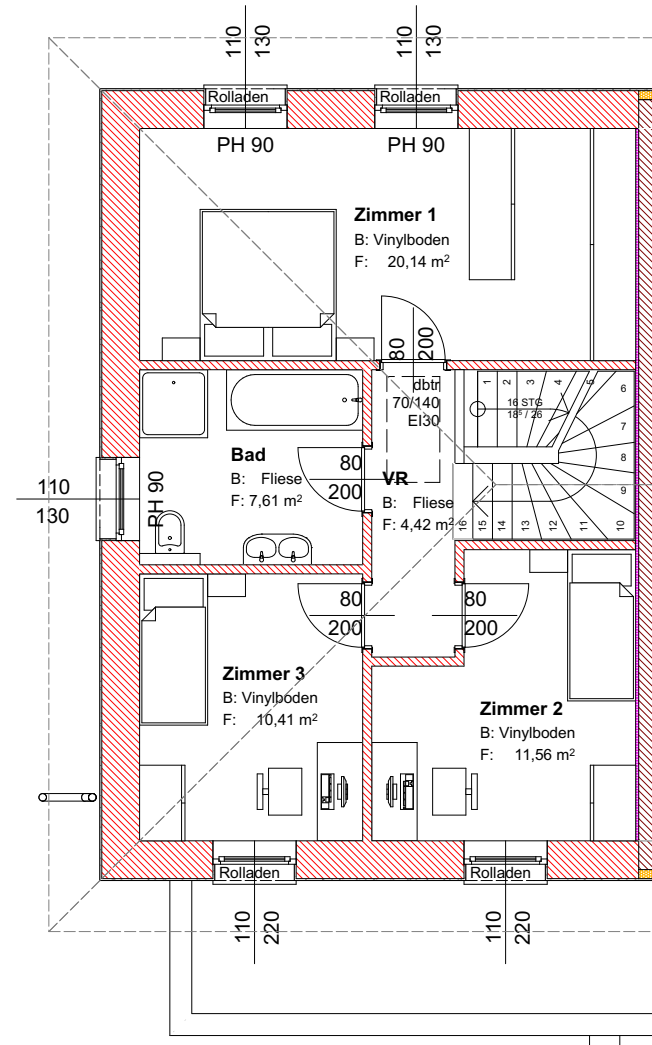 110
130
110
130
Rolladen
Rolladen
PH 90
PH 90
Zimmer 1
B: Vinylboden
F: 20,14 m²
80
200
dbtr
70/140
EI30
1 2 3 4 5 6
16 STG
18⁵ / 26
7
8
9
16 15 14 13 12 11 10
Bad
B: Fliese
F: 7,61 m²
80
200
VR
B: Fliese
F: 4,42 m²
110
130
PH 90
80
200
80
200
Zimmer 3
B: Vinylboden
F: 10,41 m²
Zimmer 2
B: Vinylboden
F: 11,56 m²
Rolladen
Rolladen
110
220
110
220